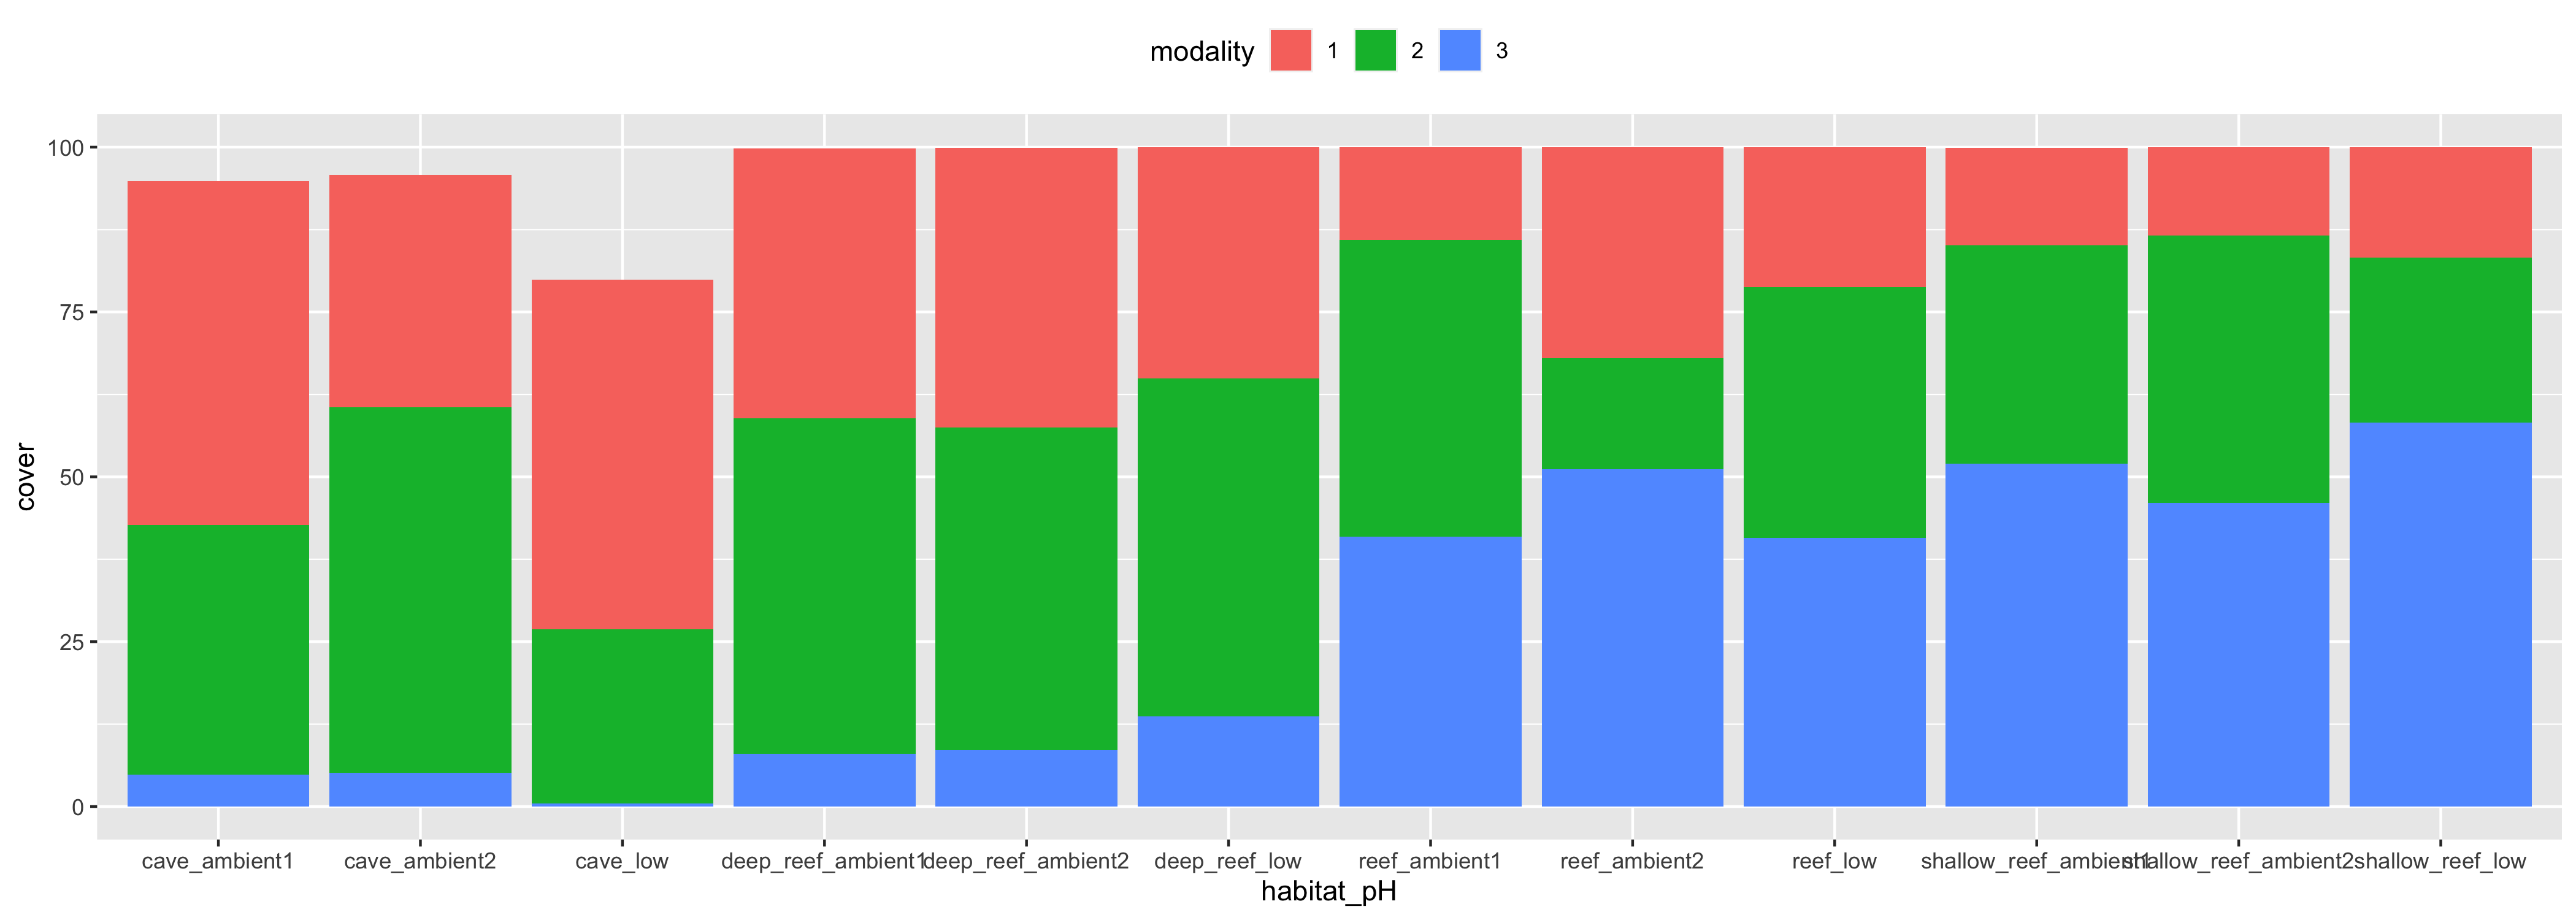 modality 1 2 3
100
75
50
25
0
cover
cave_ambient1 cave_ambient2 cave_low deep_reef_ambient1 deep_reef_ambient2 deep_reef_low reef_ambient1 reef_ambient2 reef_low shallow_reef_ambient1 shallow_reef_ambient2 shallow_reef_low
habitat_pH